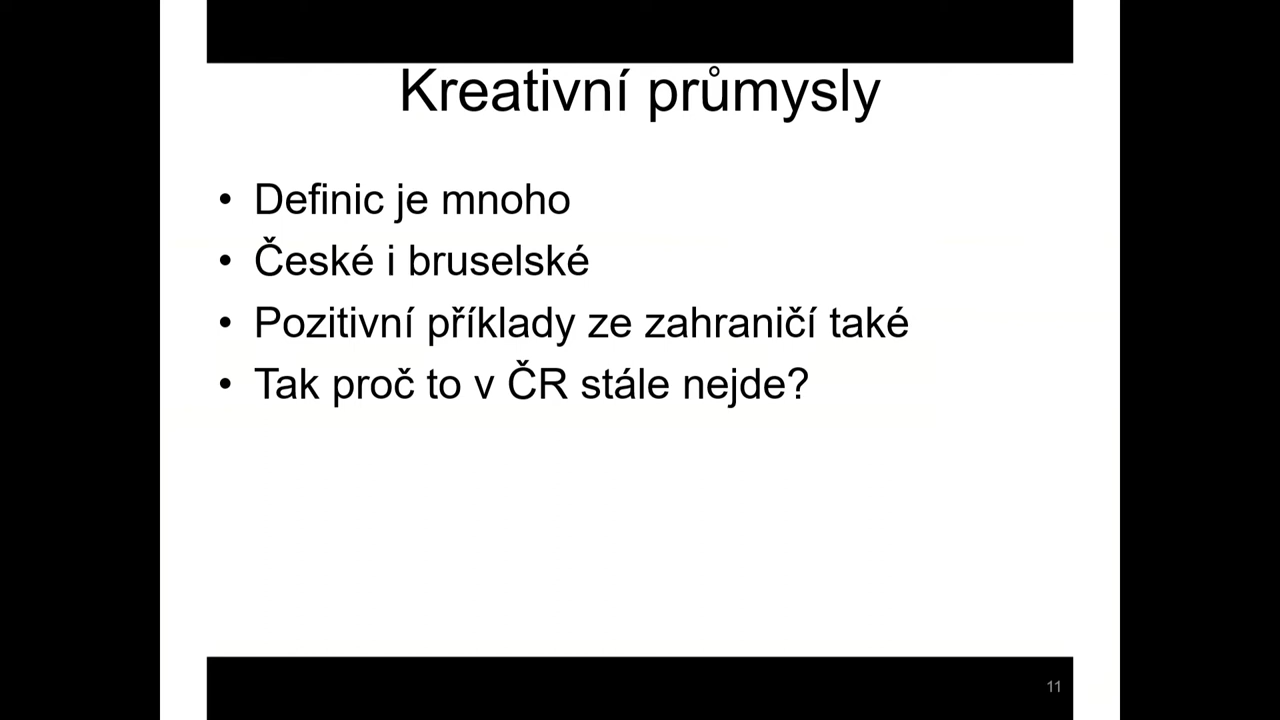 Kreativní průmysly
• Definic je mnoho
• České i bruselské
• Pozitivní příklady ze zahraničí také
• Tak proč to v ČR stále nejde?
11